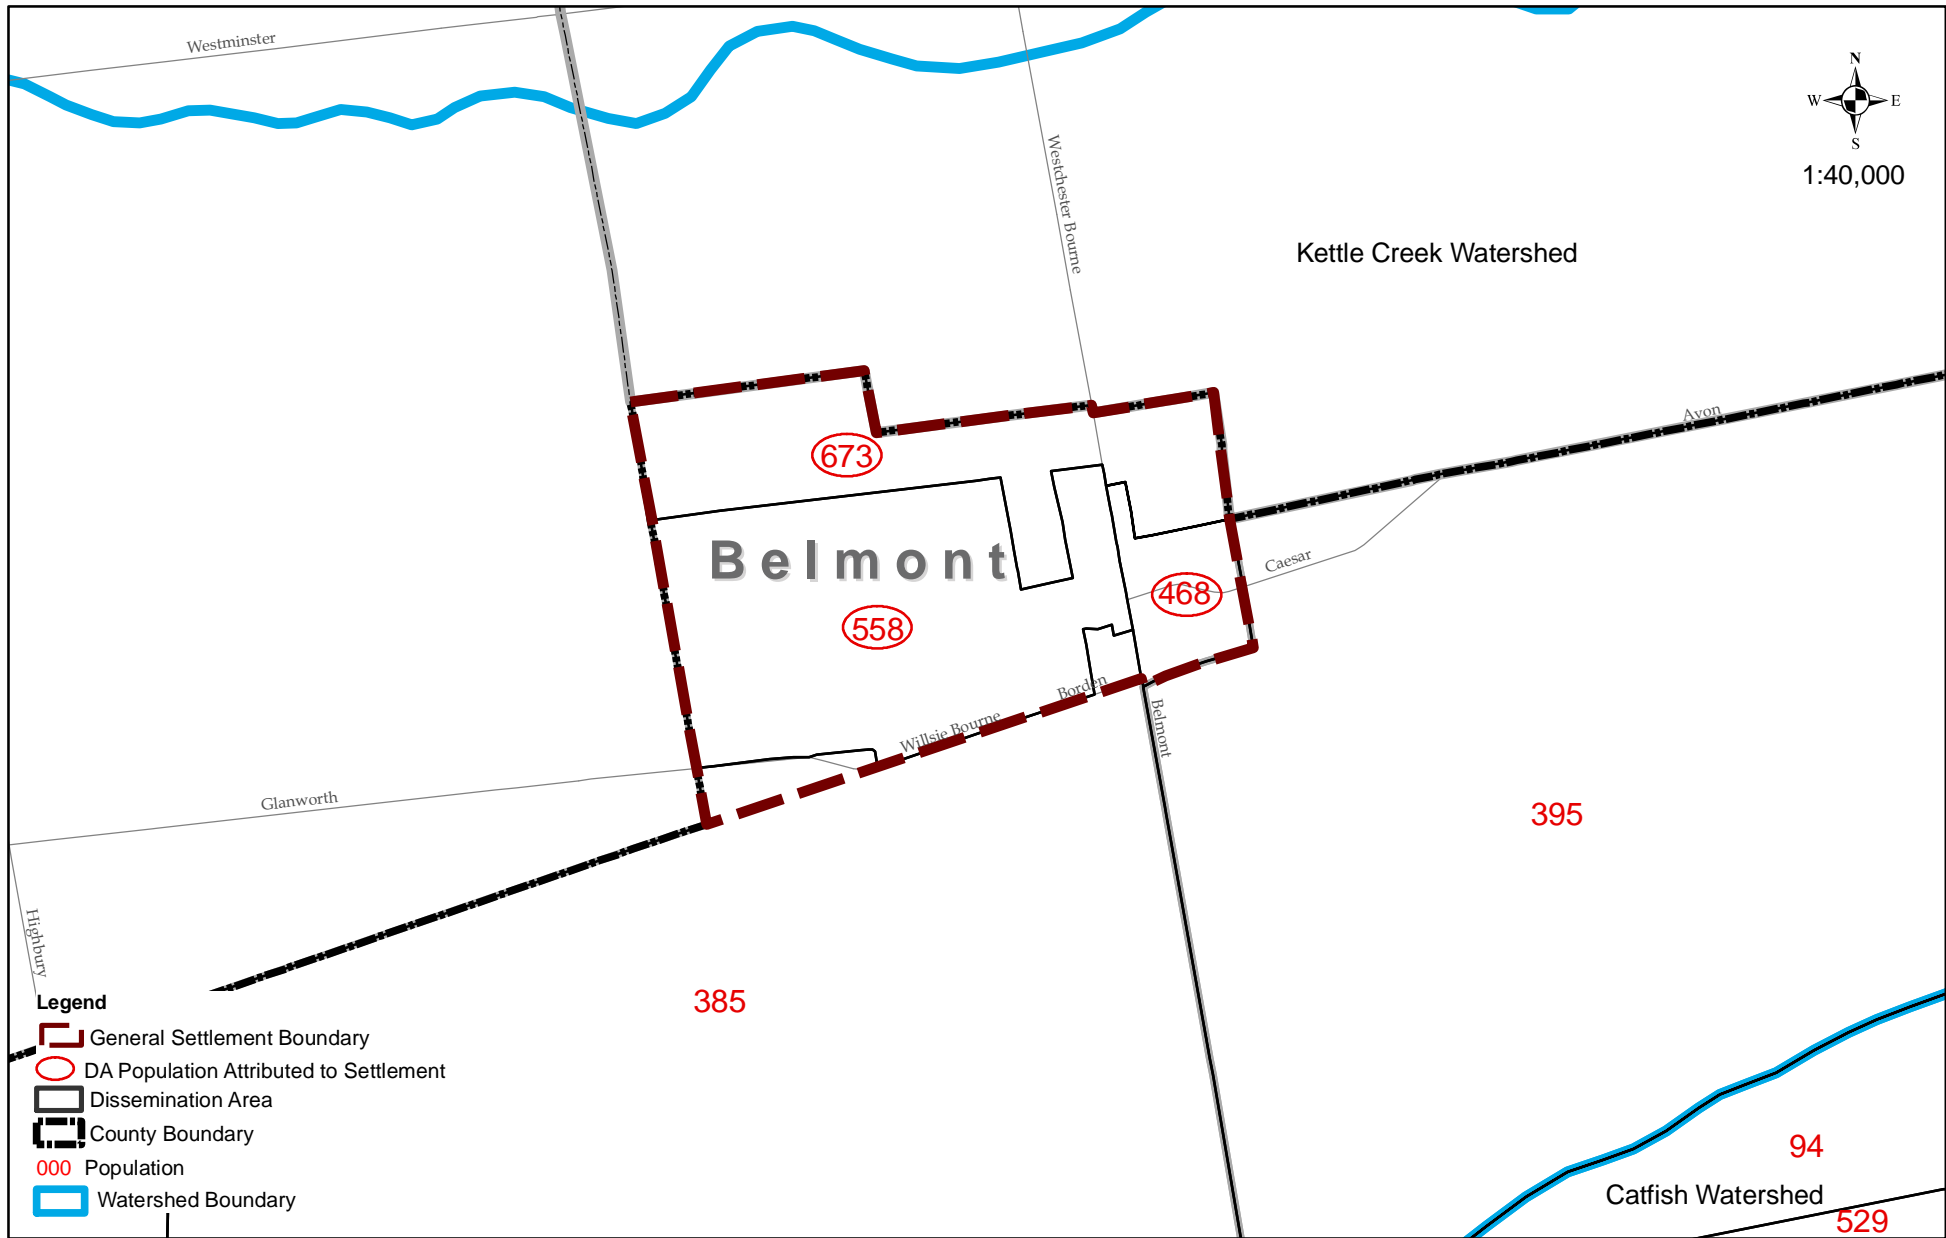 Westminster
N
W E
S
1:40,000
Westchester Bourne
Kettle Creek Watershed
Avon
673
Belmont
Caesar
468
558
Borden
Willsie Bourne
Belmont
Glanworth
395
Highbury
385
Legend
General Settlement Boundary
DA Population Attributed to Settlement
Dissemination Area
County Boundary
000 Population
Watershed Boundary
94
Catfish Watershed
529